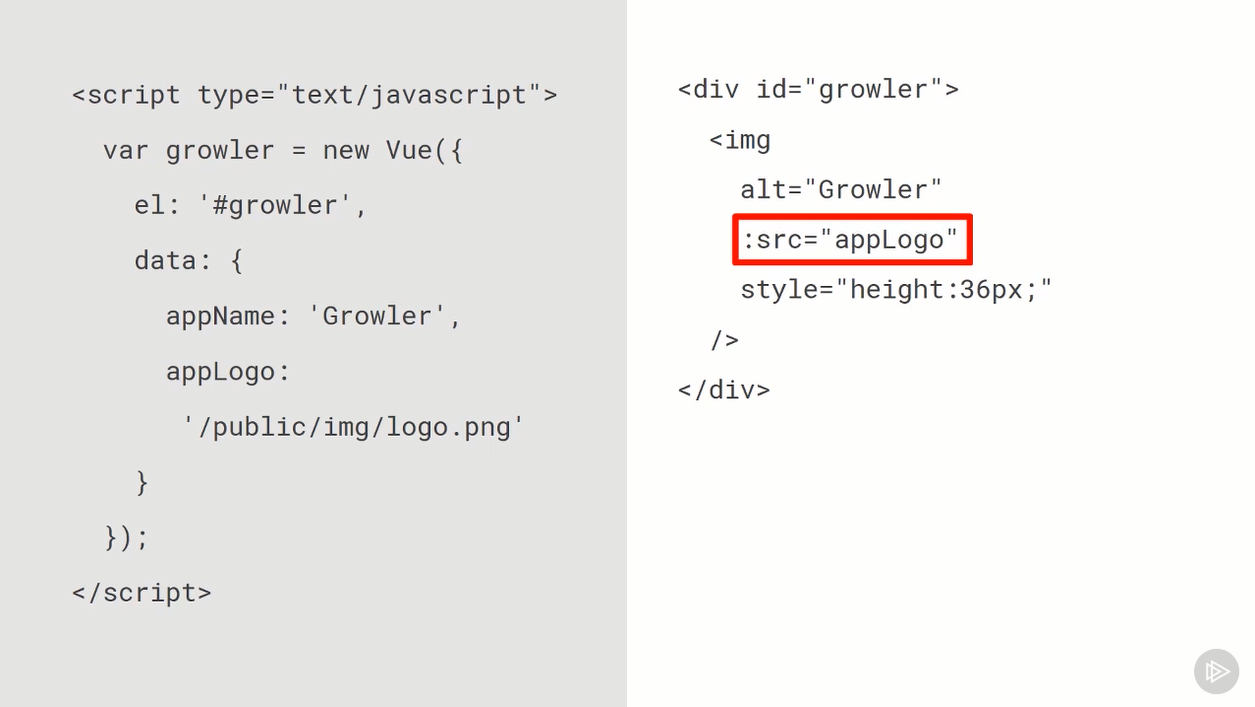 <script type="text/javascript">
var growler = new Vue({
el: '#growler',
data: {
appName: 'Growler',
appLogo:
'/public/img/logo.png'
}
});
</script>
<div id="growler">
<img
alt="Growler"
:src="appLogo"
style="height:36px;"
/>
</div>